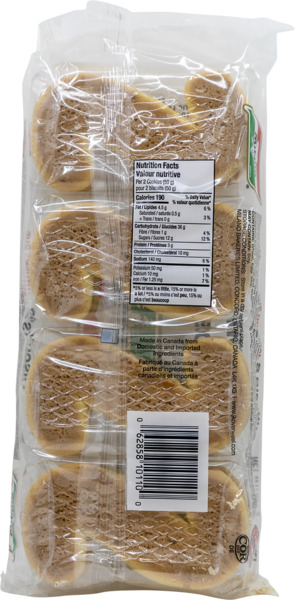 Nutrition Facts
Valeur nutritive
Per 2 Cookies (50 g)
pour 2 biscuits (50 g)
Calories 190
% Daily Value*
% valeur quotidienne*
Fat / Lipides 4.5 g 6 %
Saturated / saturés 0.5 g
+ Trans / trans 0 g 3 %
Carbohydrate / Glucides 36 g
Fibre / Fibres 1 g 4 %
Sugars / Sucres 12 g 12 %
Protein / Protéines 3 g
Cholesterol / Cholestérol 10 mg
Sodium 140 mg 6 %
Potassium 50 mg 1 %
Calcium 10 mg 1 %
Iron / Fer 1.25 mg 7 %
*5% or less is a little, 15% or more is
a lot / *5% ou moins c'est peu, 15% ou
plus c'est beaucoup
Made in Canada from
Domestic and Imported
Ingredients
Fabriqué au Canada à
partir d'ingrédients
canadiens et importés
0 62858 10110 0
COR